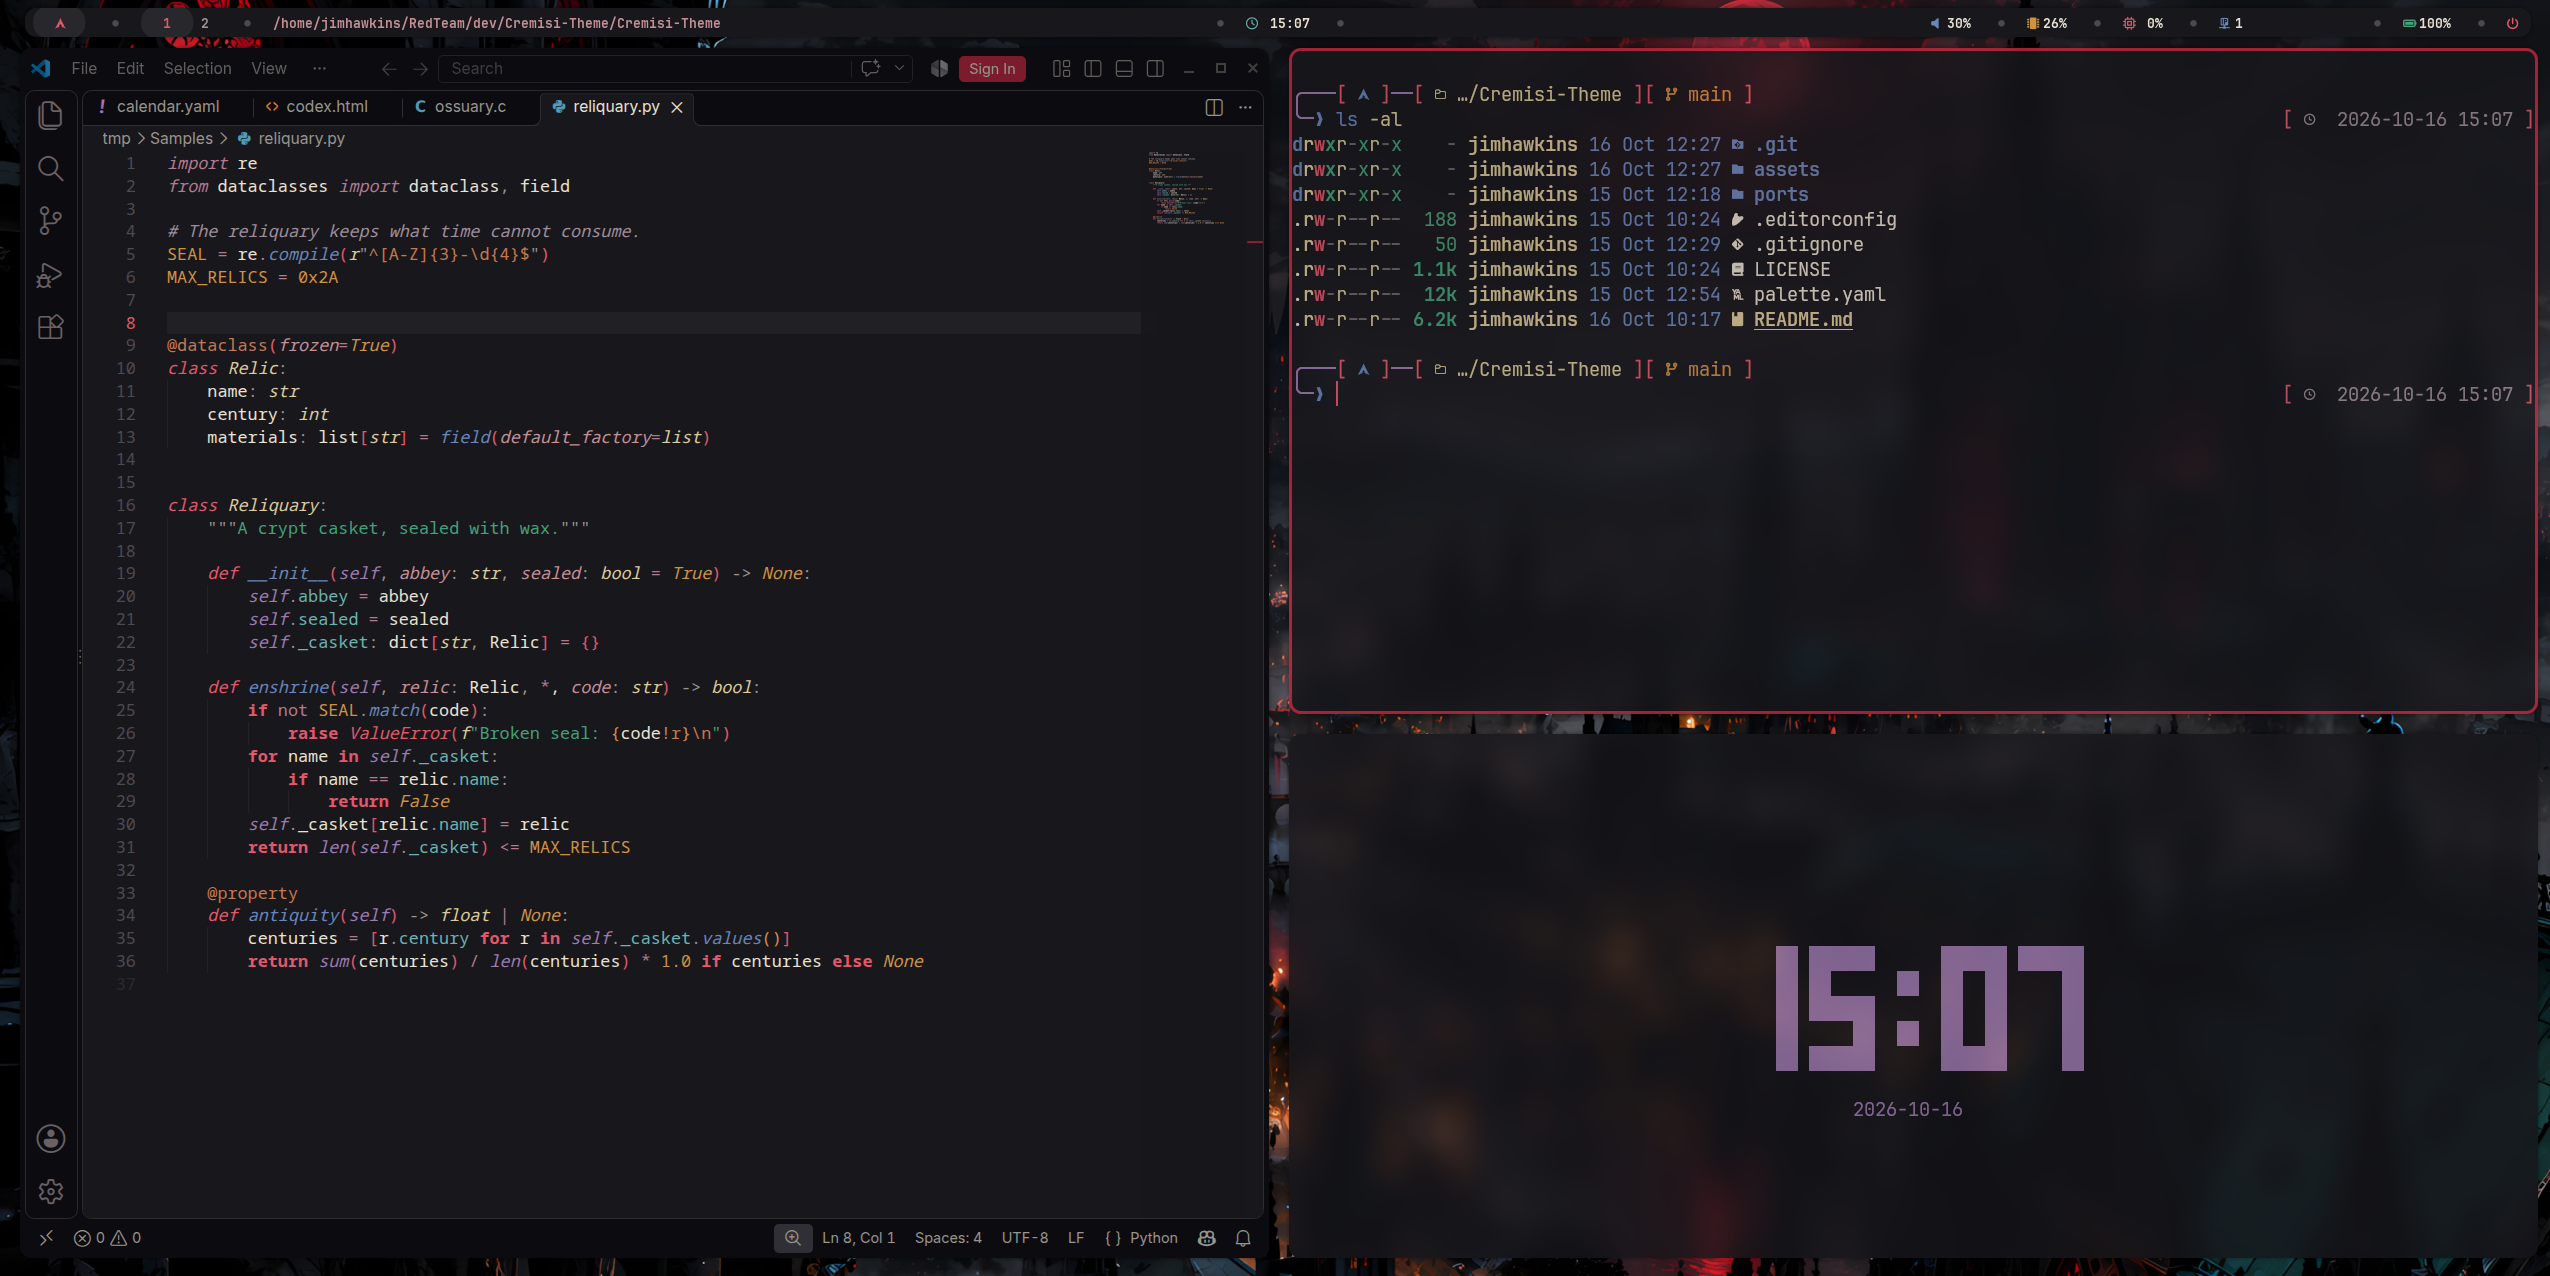 1 2 /home/jimhawkins/RedTeam/dev/Cremisi-Theme/Cremisi-Theme 15:07 30% 26% 0% 1 100%
File Edit Selection View ··· Search Sign In
calendar.yaml codex.html ossuary.c reliquary.py
tmp > Samples > reliquary.py
1 import re
2 from dataclasses import dataclass, field
3
4 # The reliquary keeps what time cannot consume.
5 SEAL = re.compile(r"^[A-Z]{3}-\d{4}$")
6 MAX_RELICS = 0x2A
7
8
9 @dataclass(frozen=True)
10 class Relic:
11     name: str
12     century: int
13     materials: list[str] = field(default_factory=list)
14
15
16 class Reliquary:
17     """A crypt casket, sealed with wax."""
18
19     def __init__(self, abbey: str, sealed: bool = True) -> None:
20         self.abbey = abbey
21         self.sealed = sealed
22         self._casket: dict[str, Relic] = {}
23
24     def enshrine(self, relic: Relic, *, code: str) -> bool:
25         if not SEAL.match(code):
26             raise ValueError(f"Broken seal: {code!r}\n")
27         for name in self._casket:
28             if name == relic.name:
29                 return False
30         self._casket[relic.name] = relic
31         return len(self._casket) <= MAX_RELICS
32
33     @property
34     def antiquity(self) -> float | None:
35         centuries = [r.century for r in self._casket.values()]
36         return sum(centuries) / len(centuries) * 1.0 if centuries else None
37
0 0 Ln 8, Col 1 Spaces: 4 UTF-8 LF { } Python
[ ]─[ …/Cremisi-Theme ][ main ]
ls -al [ 2026-10-16 15:07 ]
drwxr-xr-x - jimhawkins 16 Oct 12:27 .git
drwxr-xr-x - jimhawkins 16 Oct 12:27 assets
drwxr-xr-x - jimhawkins 15 Oct 12:18 ports
.rw-r--r-- 188 jimhawkins 15 Oct 10:24 .editorconfig
.rw-r--r-- 50 jimhawkins 15 Oct 12:29 .gitignore
.rw-r--r-- 1.1k jimhawkins 15 Oct 10:24 LICENSE
.rw-r--r-- 12k jimhawkins 15 Oct 12:54 palette.yaml
.rw-r--r-- 6.2k jimhawkins 16 Oct 10:17 README.md
[ ]─[ …/Cremisi-Theme ][ main ]
[ 2026-10-16 15:07 ]
15:07
2026-10-16